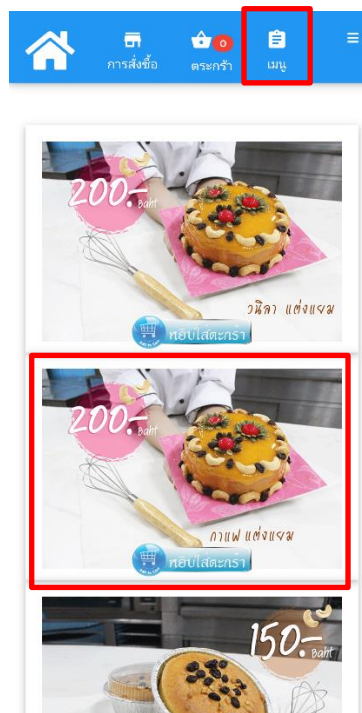 การสั่งซื้อ
ตระกร้า
0
เมนู
200.-
Baht
วนิลา แต่งแยม
หยิบใส่ตะกร้า
200.-
Baht
กาแฟ แต่งแยม
หยิบใส่ตะกร้า
150.-
Baht